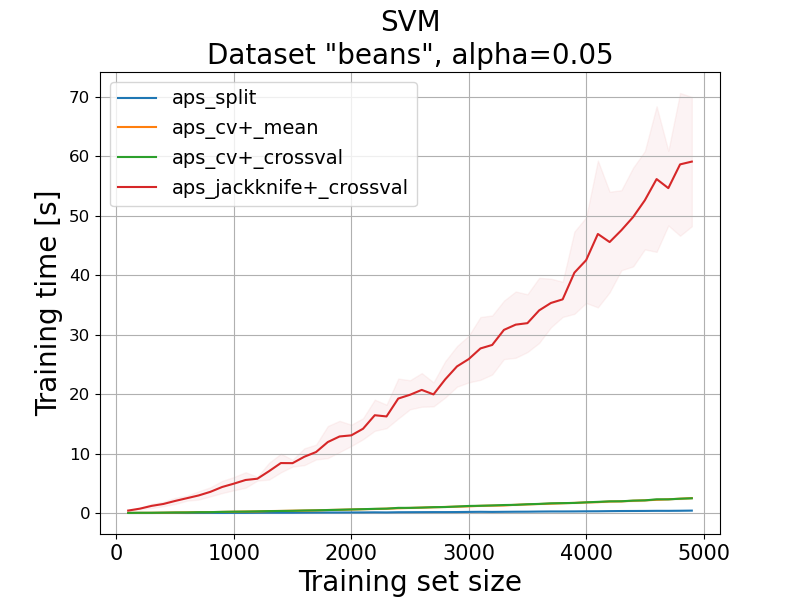 SVM
Dataset "beans", alpha=0.05
aps_split
aps_cv+_mean
aps_cv+_crossval
aps_jackknife+_crossval
70
60
50
40
30
20
10
0
Training time [s]
0 1000 2000 3000 4000 5000
Training set size